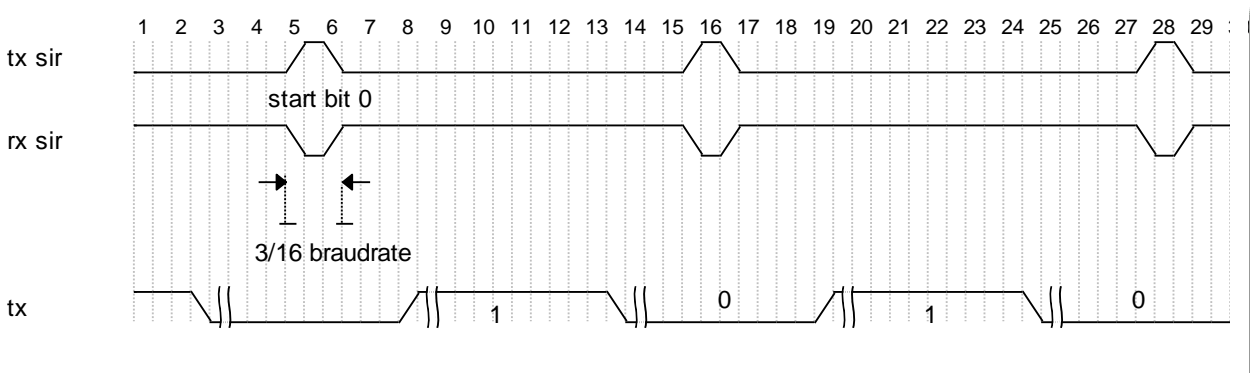 1 2 3 4 5 6 7 8 9 10 11 12 13 14 15 16 17 18 19 20 21 22 23 24 25 26 27 28 29
tx sir
start bit 0
rx sir
3/16 braudrate
tx 1 0 1 0